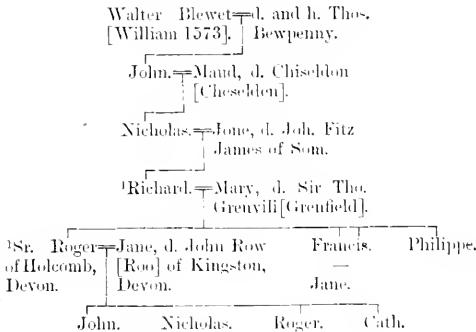 Walter Blewet=d. and h. Thos.
[William 1573]. Bewpenny.
John.=Maud, d. Chiseldon
[Cheselden].
Nicholas.=Jone, d. Joh. Fitz
James of Som.
¹Richard.=Mary, d. Sir Tho.
Grenvili [Grenfield].
¹Sr. Roger=Jane, d. John Row Francis. Philippe.
of Holcomb, [Roo] of Kingston, —
Devon. Devon. Jane.
John. Nicholas. Roger. Cath.